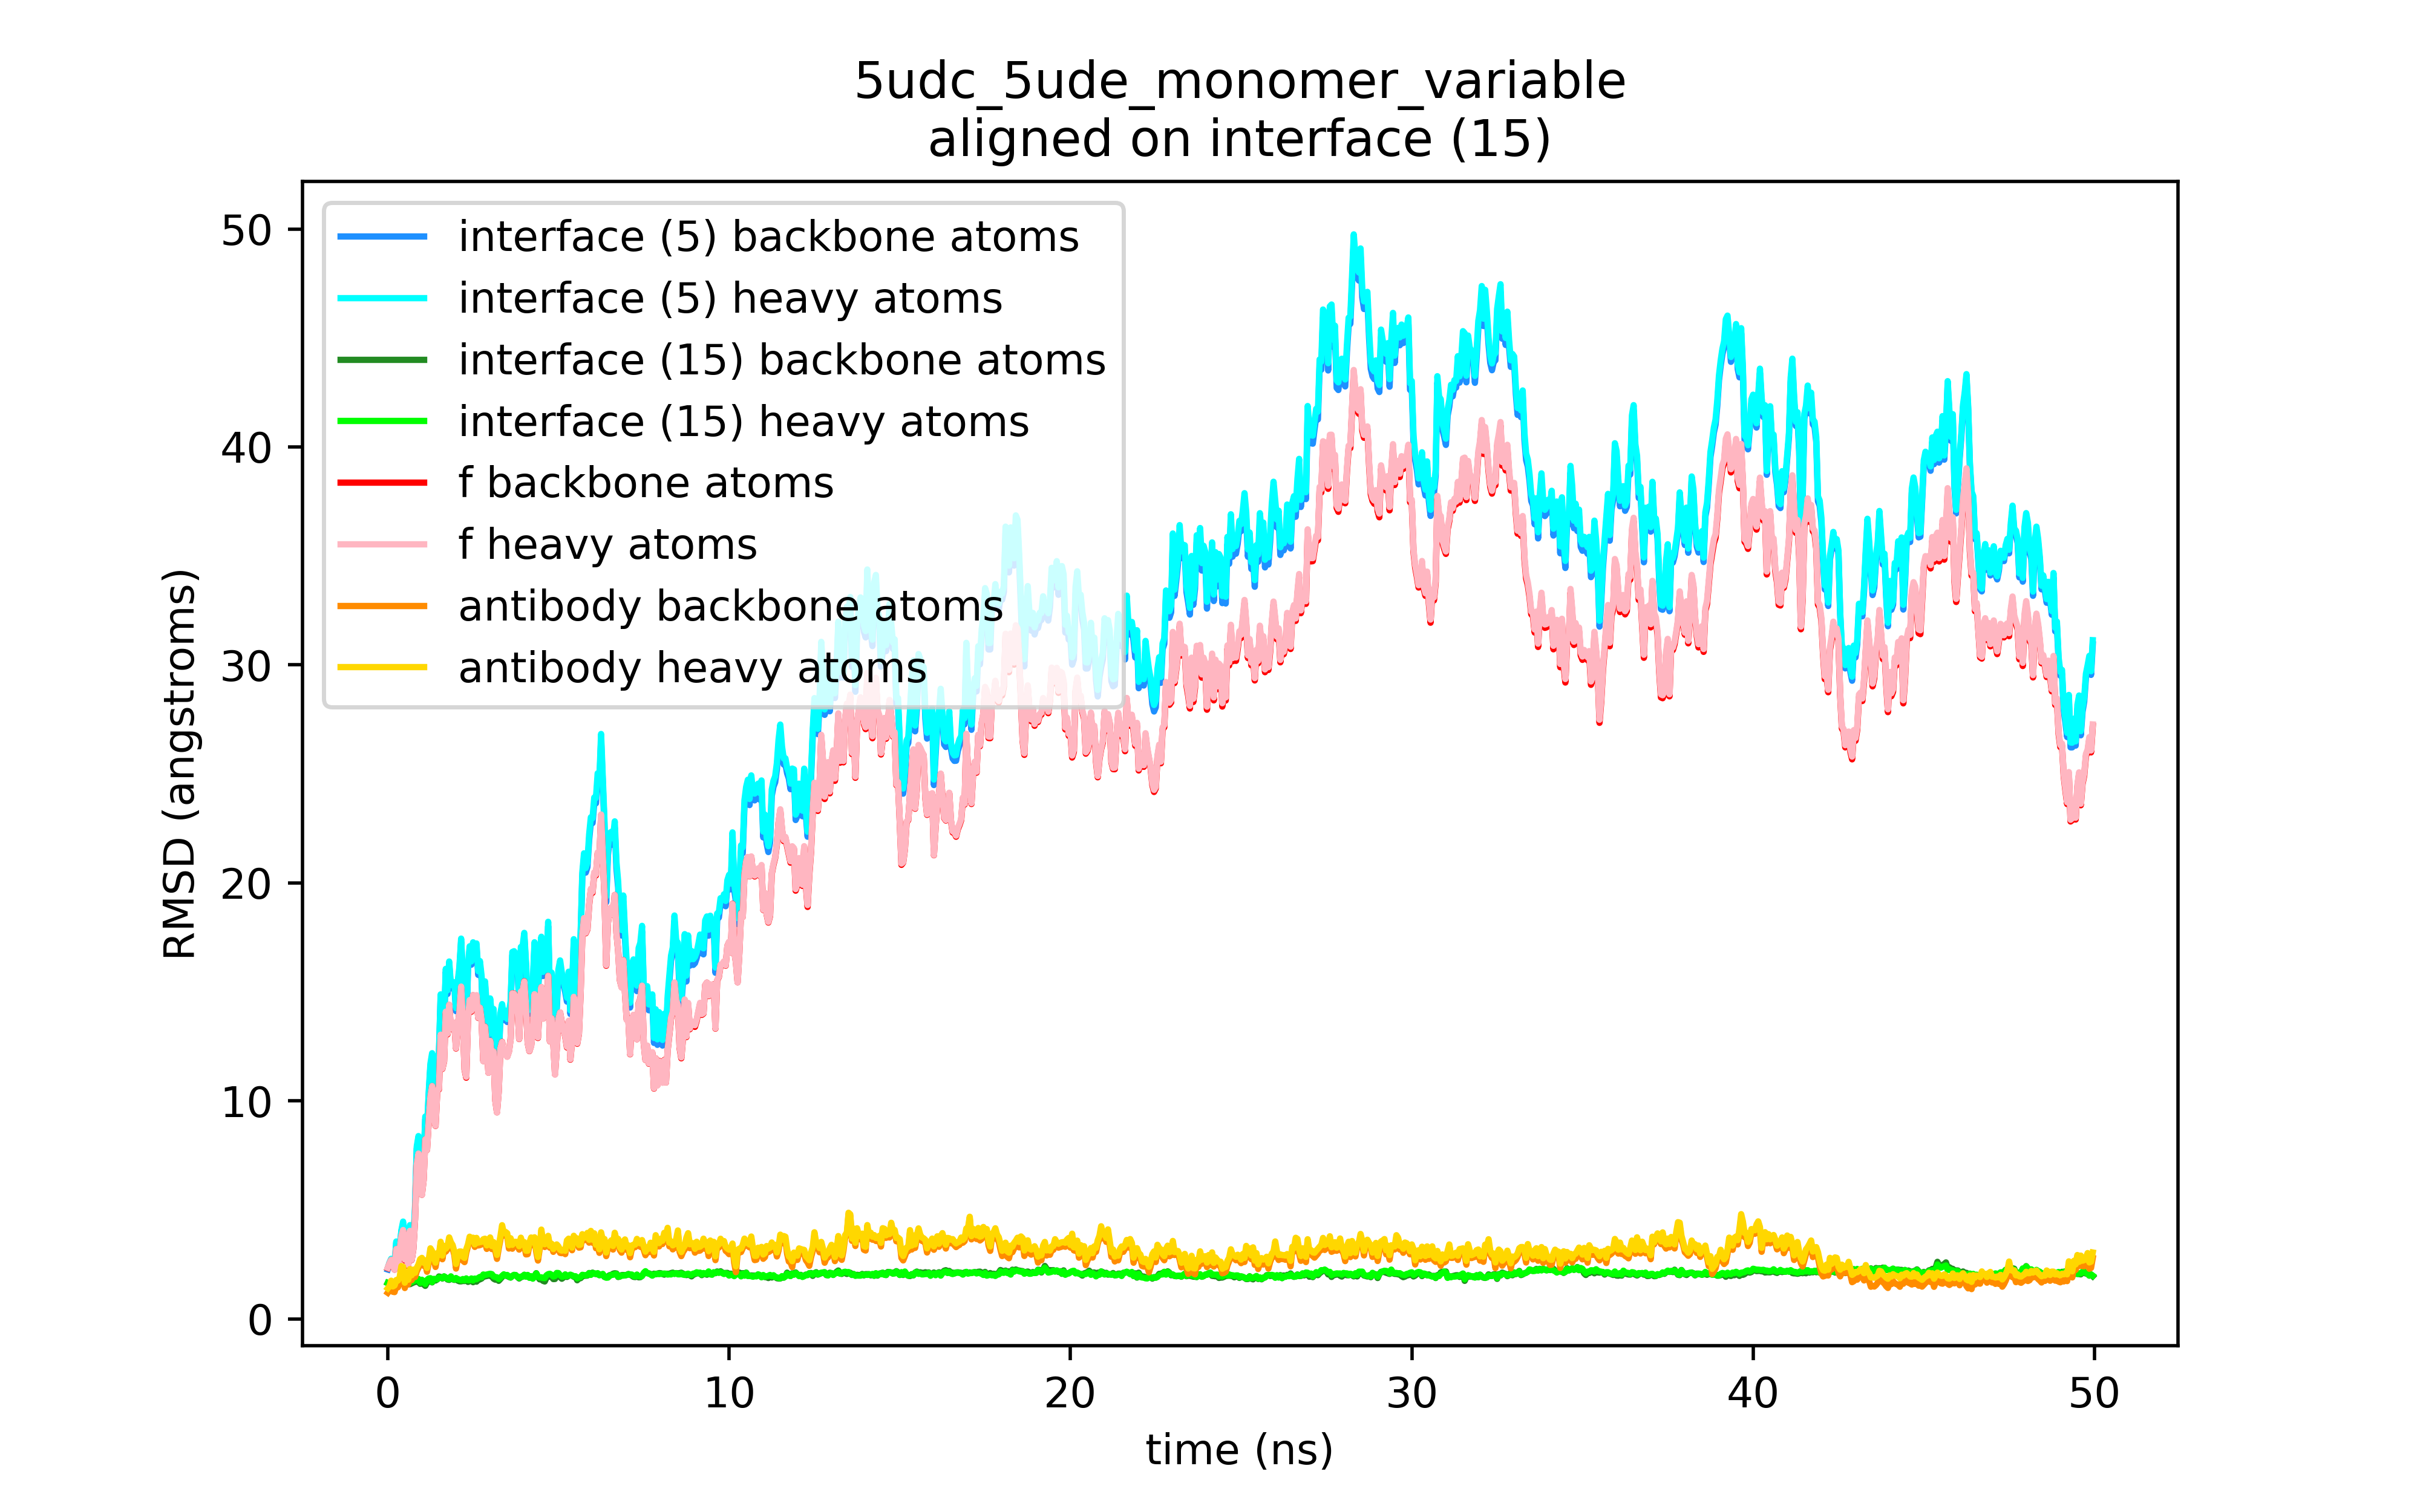 5udc_5ude_monomer_variable
aligned on interface (15)
interface (5) backbone atoms
interface (5) heavy atoms
interface (15) backbone atoms
interface (15) heavy atoms
f backbone atoms
f heavy atoms
antibody backbone atoms
antibody heavy atoms
RMSD (angstroms)
50
40
30
20
10
0
0 10 20 30 40 50
time (ns)